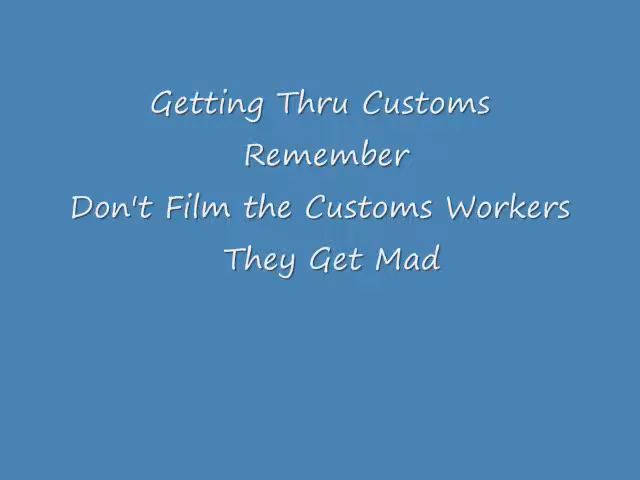 Getting Thru Customs
Remember
Don't Film the Customs Workers
They Get Mad